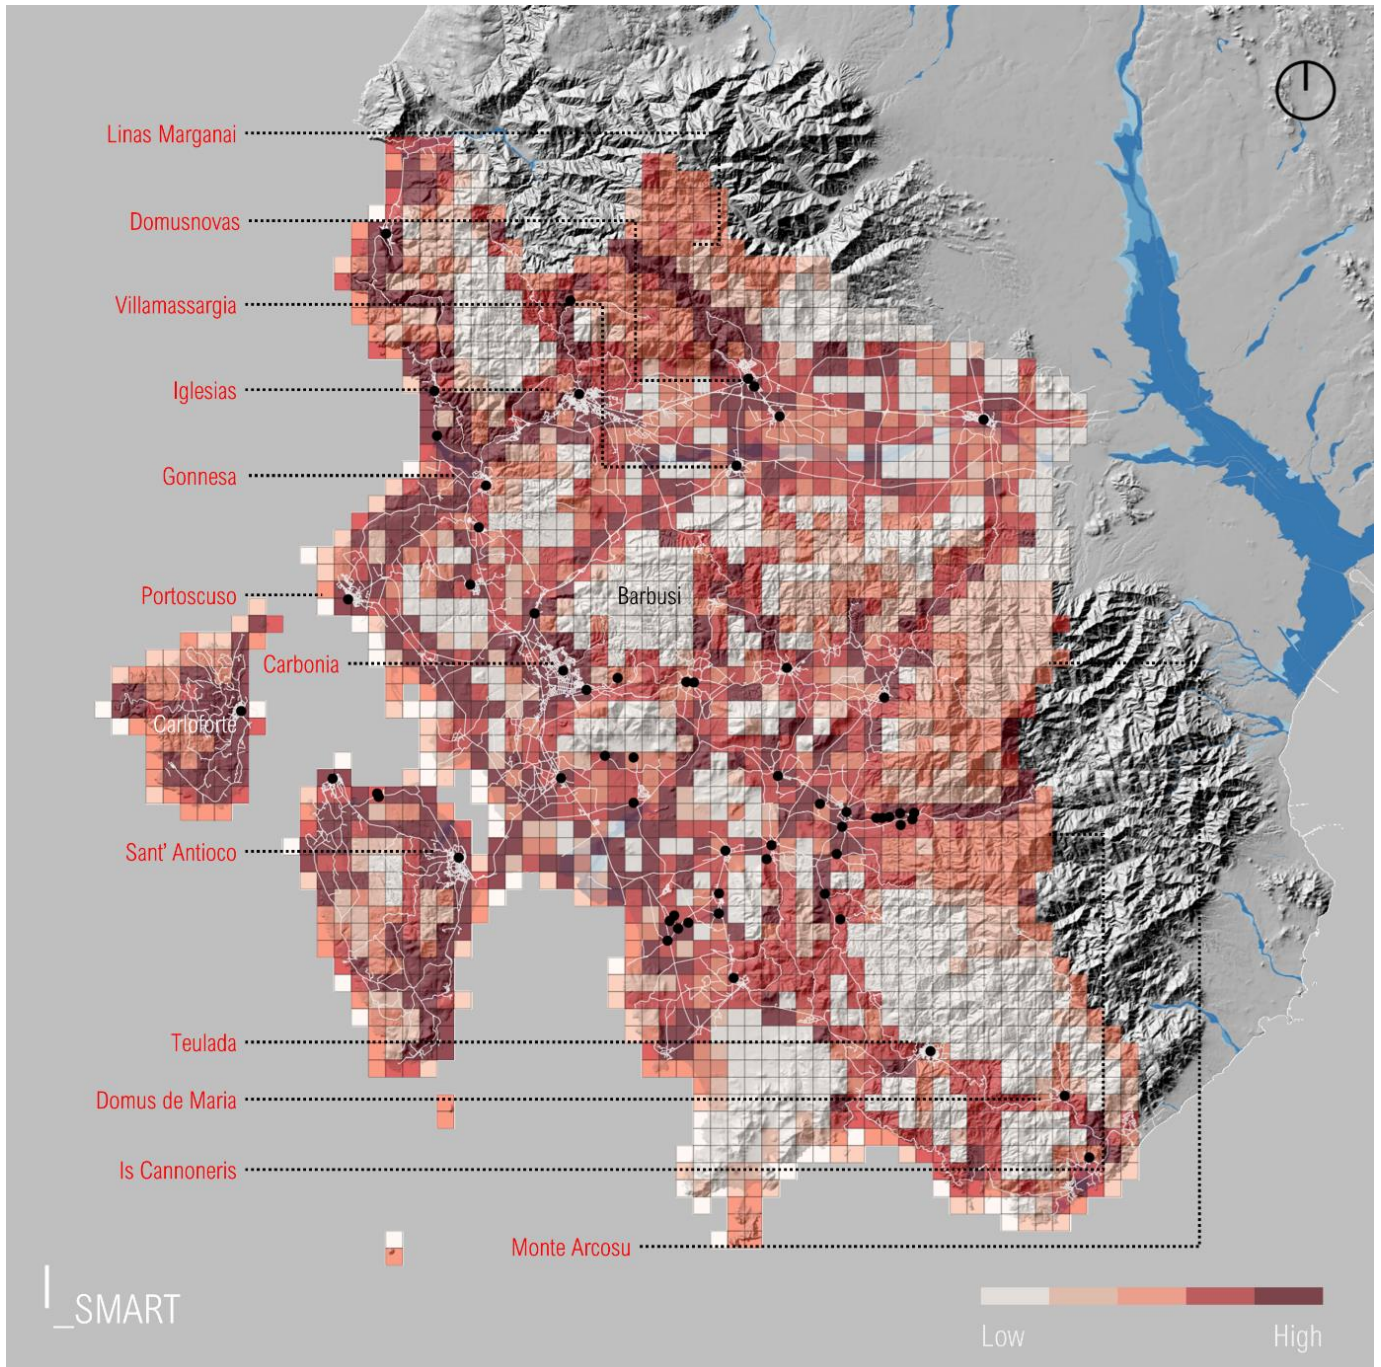 Linas Marganai
Domusnovas
Villamassargia
Iglesias
Gonnesa
Portoscuso
Barbusi
Carbonia
Carloforte
Sant' Antioco
Teulada
Domus de Maria
Is Cannoneris
Monte Arcosu
I_SMART
Low High